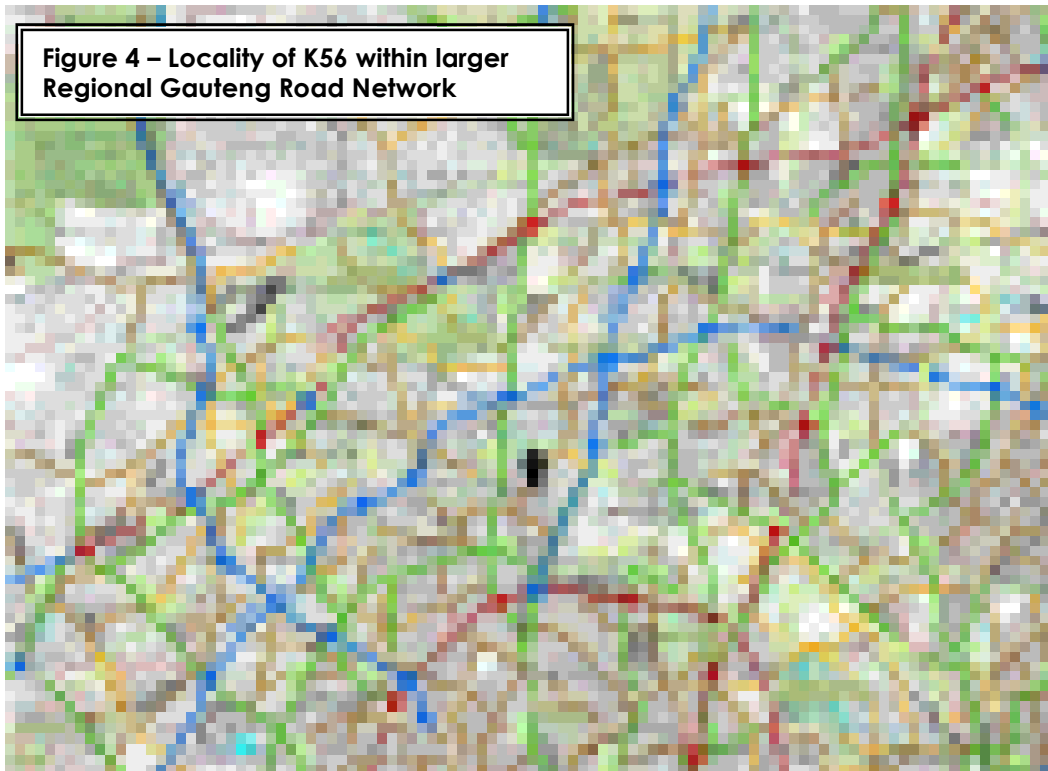 Figure 4 – Locality of K56 within larger
Regional Gauteng Road Network